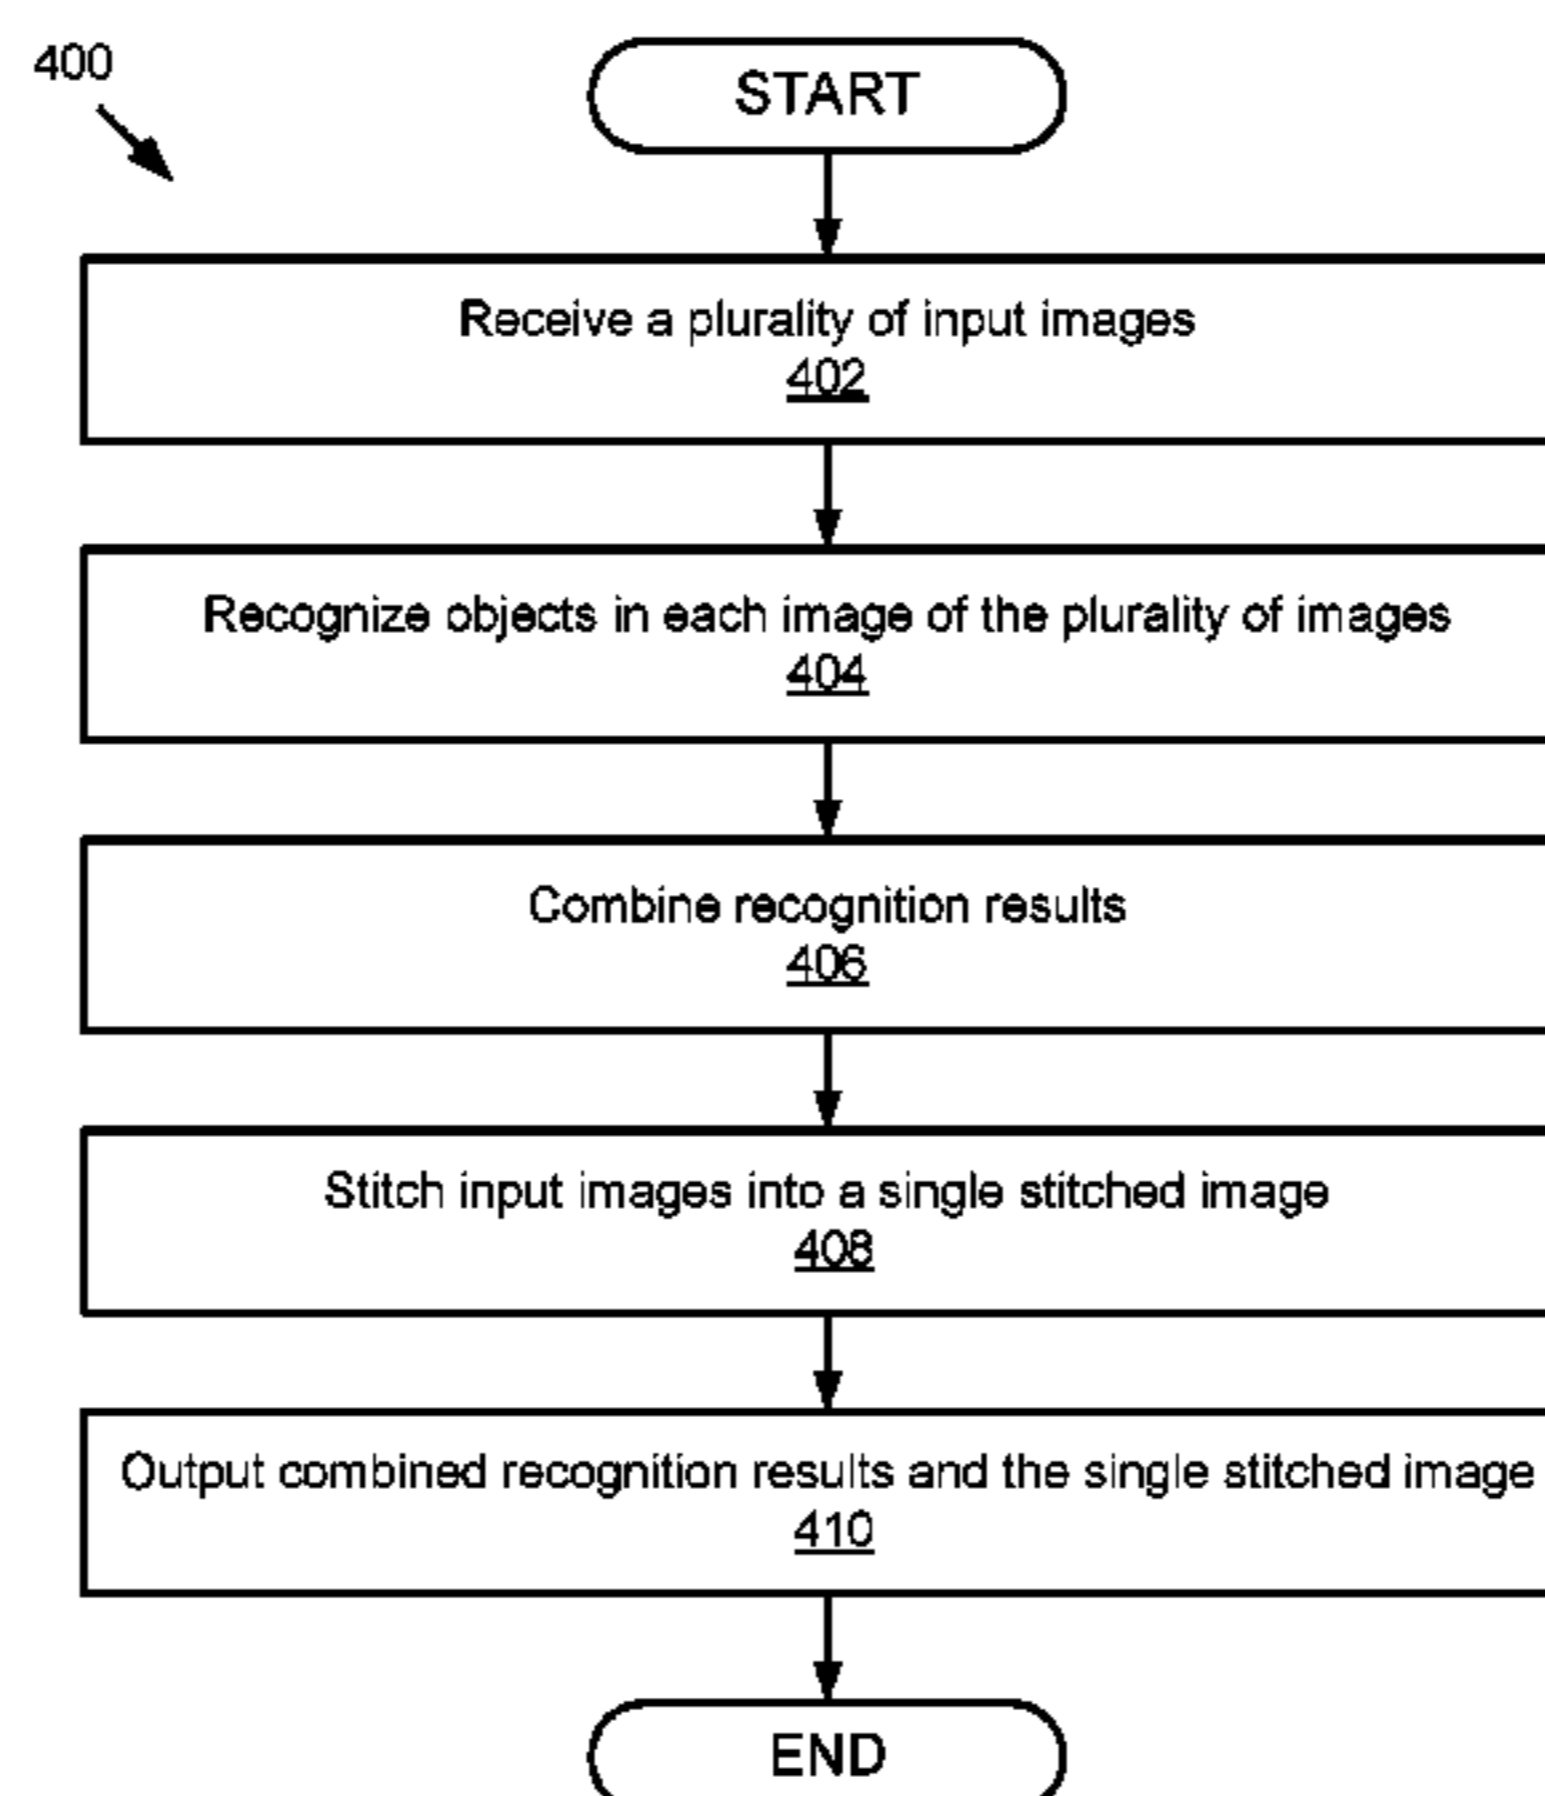 400
START
Receive a plurality of input images
402
Recognize objects in each image of the plurality of images
404
Combine recognition results
406
Stitch input images into a single stitched image
408
Output combined recognition results and the single stitched image
410
END